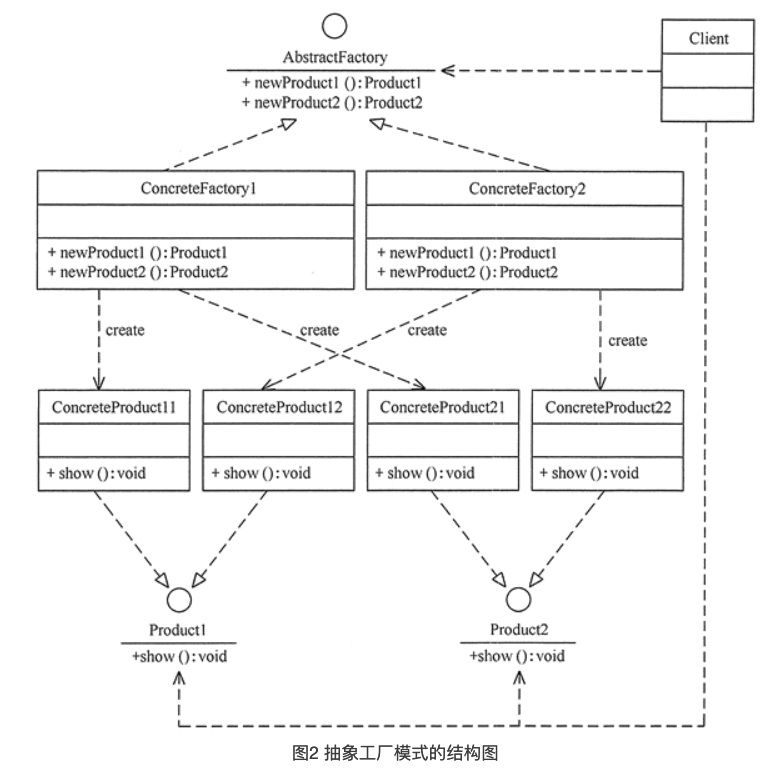 AbstractFactory
+ newProduct1 ():Product1
+ newProduct2 ():Product2
Client
ConcreteFactory1
+ newProduct1 ():Product1
+ newProduct2 ():Product2
ConcreteFactory2
+ newProduct1 ():Product1
+ newProduct2 ():Product2
create
create
create
create
ConcreteProduct11
+ show ():void
ConcreteProduct12
+ show ():void
ConcreteProduct21
+ show ():void
ConcreteProduct22
+ show ():void
Product1
+show ():void
Product2
+show ():void
图2 抽象工厂模式的结构图